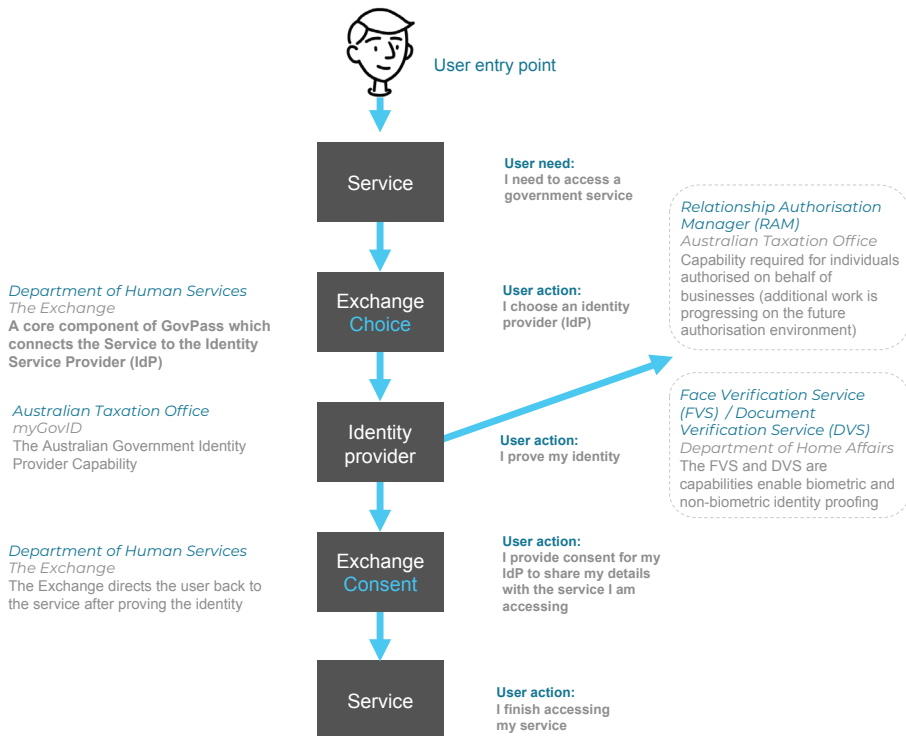 User entry point
Service
User need:
I need to access a
government service
Relationship Authorisation
Manager (RAM)
Australian Taxation Office
Capability required for individuals
authorised on behalf of
businesses (additional work is
progressing on the future
authorisation environment)
Department of Human Services
The Exchange
A core component of GovPass which
connects the Service to the Identity
Service Provider (IdP)
Exchange
Choice
User action:
I choose an identity
provider (IdP)
Australian Taxation Office
myGovID
The Australian Government Identity
Provider Capability
Identity
provider
User action:
I prove my identity
Face Verification Service
(FVS) / Document
Verification Service (DVS)
Department of Home Affairs
The FVS and DVS are
capabilities enable biometric and
non-biometric identity proofing
Department of Human Services
The Exchange
The Exchange directs the user back to
the service after proving the identity
Exchange
Consent
User action:
I provide consent for my
IdP to share my details
with the service I am
accessing
Service
User action:
I finish accessing
my service